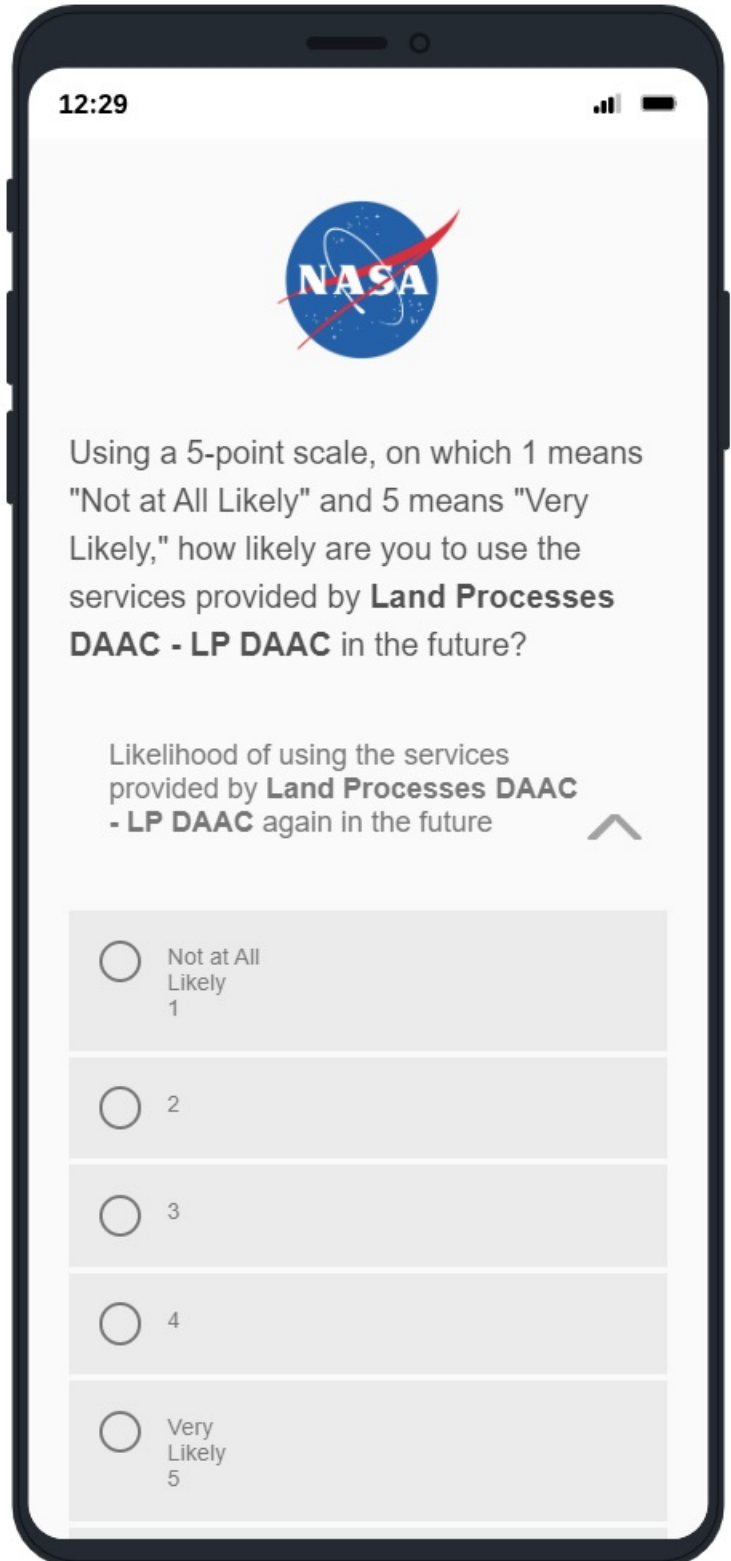 12:29
NASA
Using a 5-point scale, on which 1 means
"Not at All Likely" and 5 means "Very
Likely," how likely are you to use the
services provided by Land Processes
DAAC - LP DAAC in the future?
Likelihood of using the services
provided by Land Processes DAAC
- LP DAAC again in the future
Not at All
Likely
1
2
3
4
Very
Likely
5